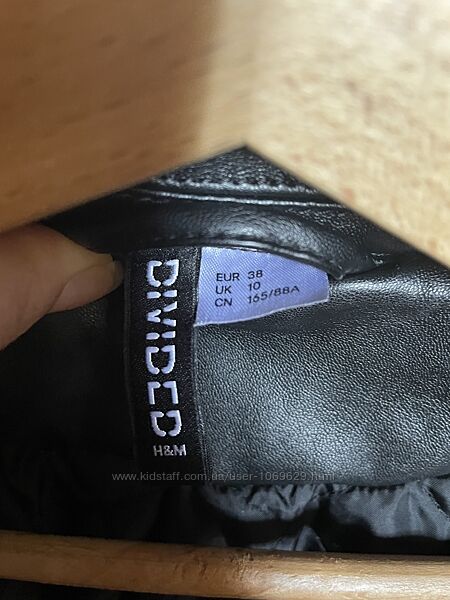 DIVIDED
H&M
EUR 38
UK 10
CN 165/88A
www.kidstaff.com.ua/user-1069629.html